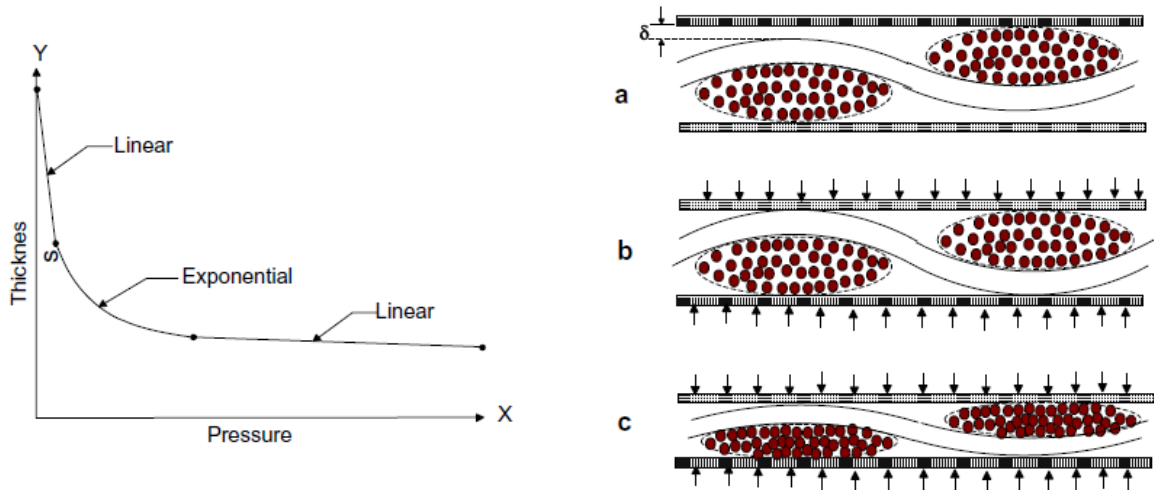 Y
Linear
Thicknes
s
Exponential
Linear
X
Pressure
δ
a
b
c